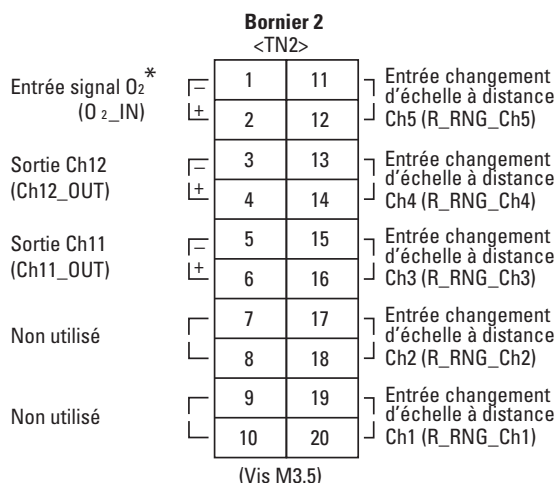 Bornier 2
<TN2>
Entrée signal O2*
(O 2_IN)
–
+
1 11
2 12
Entrée changement
d'échelle à distance
Ch5 (R_RNG_Ch5)
Sortie Ch12
(Ch12_OUT)
–
+
3 13
4 14
Entrée changement
d'échelle à distance
Ch4 (R_RNG_Ch4)
Sortie Ch11
(Ch11_OUT)
–
+
5 15
6 16
Entrée changement
d'échelle à distance
Ch3 (R_RNG_Ch3)
Non utilisé
7 17
8 18
Entrée changement
d'échelle à distance
Ch2 (R_RNG_Ch2)
Non utilisé
9 19
10 20
Entrée changement
d'échelle à distance
Ch1 (R_RNG_Ch1)
(Vis M3.5)